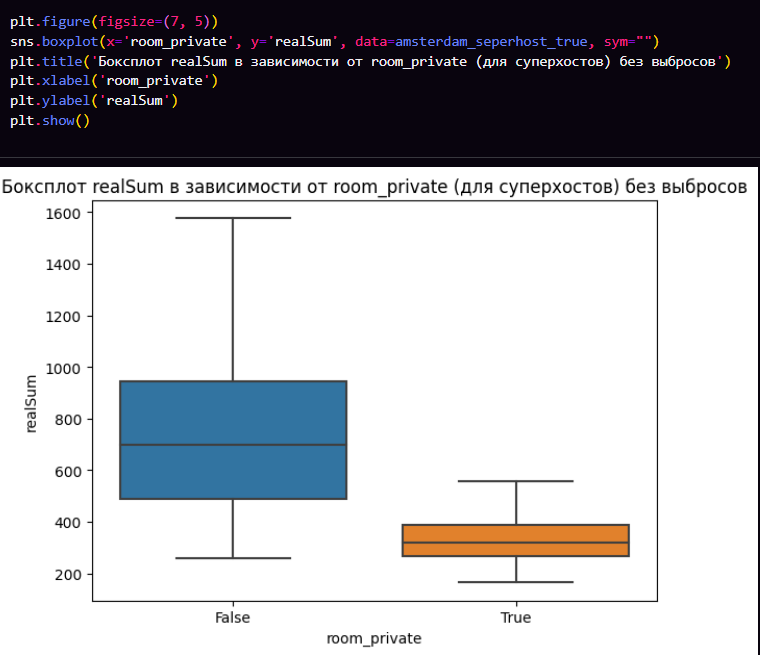 plt.figure(figsize=(7, 5))
sns.boxplot(x='room_private', y='realSum', data=amsterdam_seperhost_true, sym="")
plt.title('Боксплот realSum в зависимости от room_private (для суперхостов) без выбросов')
plt.xlabel('room_private')
plt.ylabel('realSum')
plt.show()
Боксплот realSum в зависимости от room_private (для суперхостов) без выбросов
1600
1400
1200
1000
800
600
400
200
realSum
False True
room_private